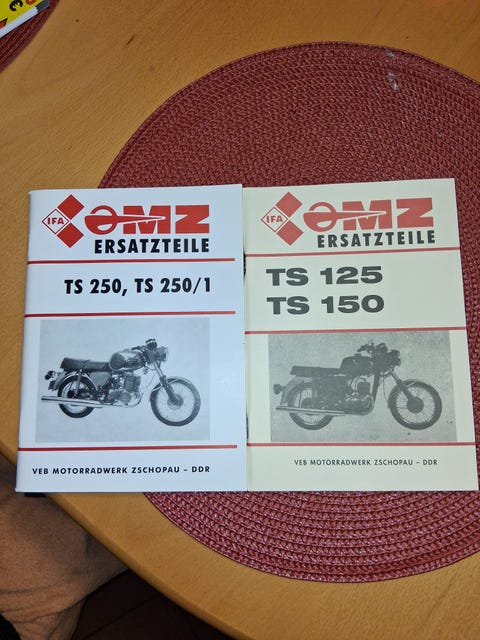 IFA
MZ
ERSATZTEILE
TS 250, TS 250/1
VEB MOTORRADWERK ZSCHOPAU – DDR
IFA
MZ
ERSATZTEILE
TS 125
TS 150
VEB MOTORRADWERK ZSCHOPAU – DDR